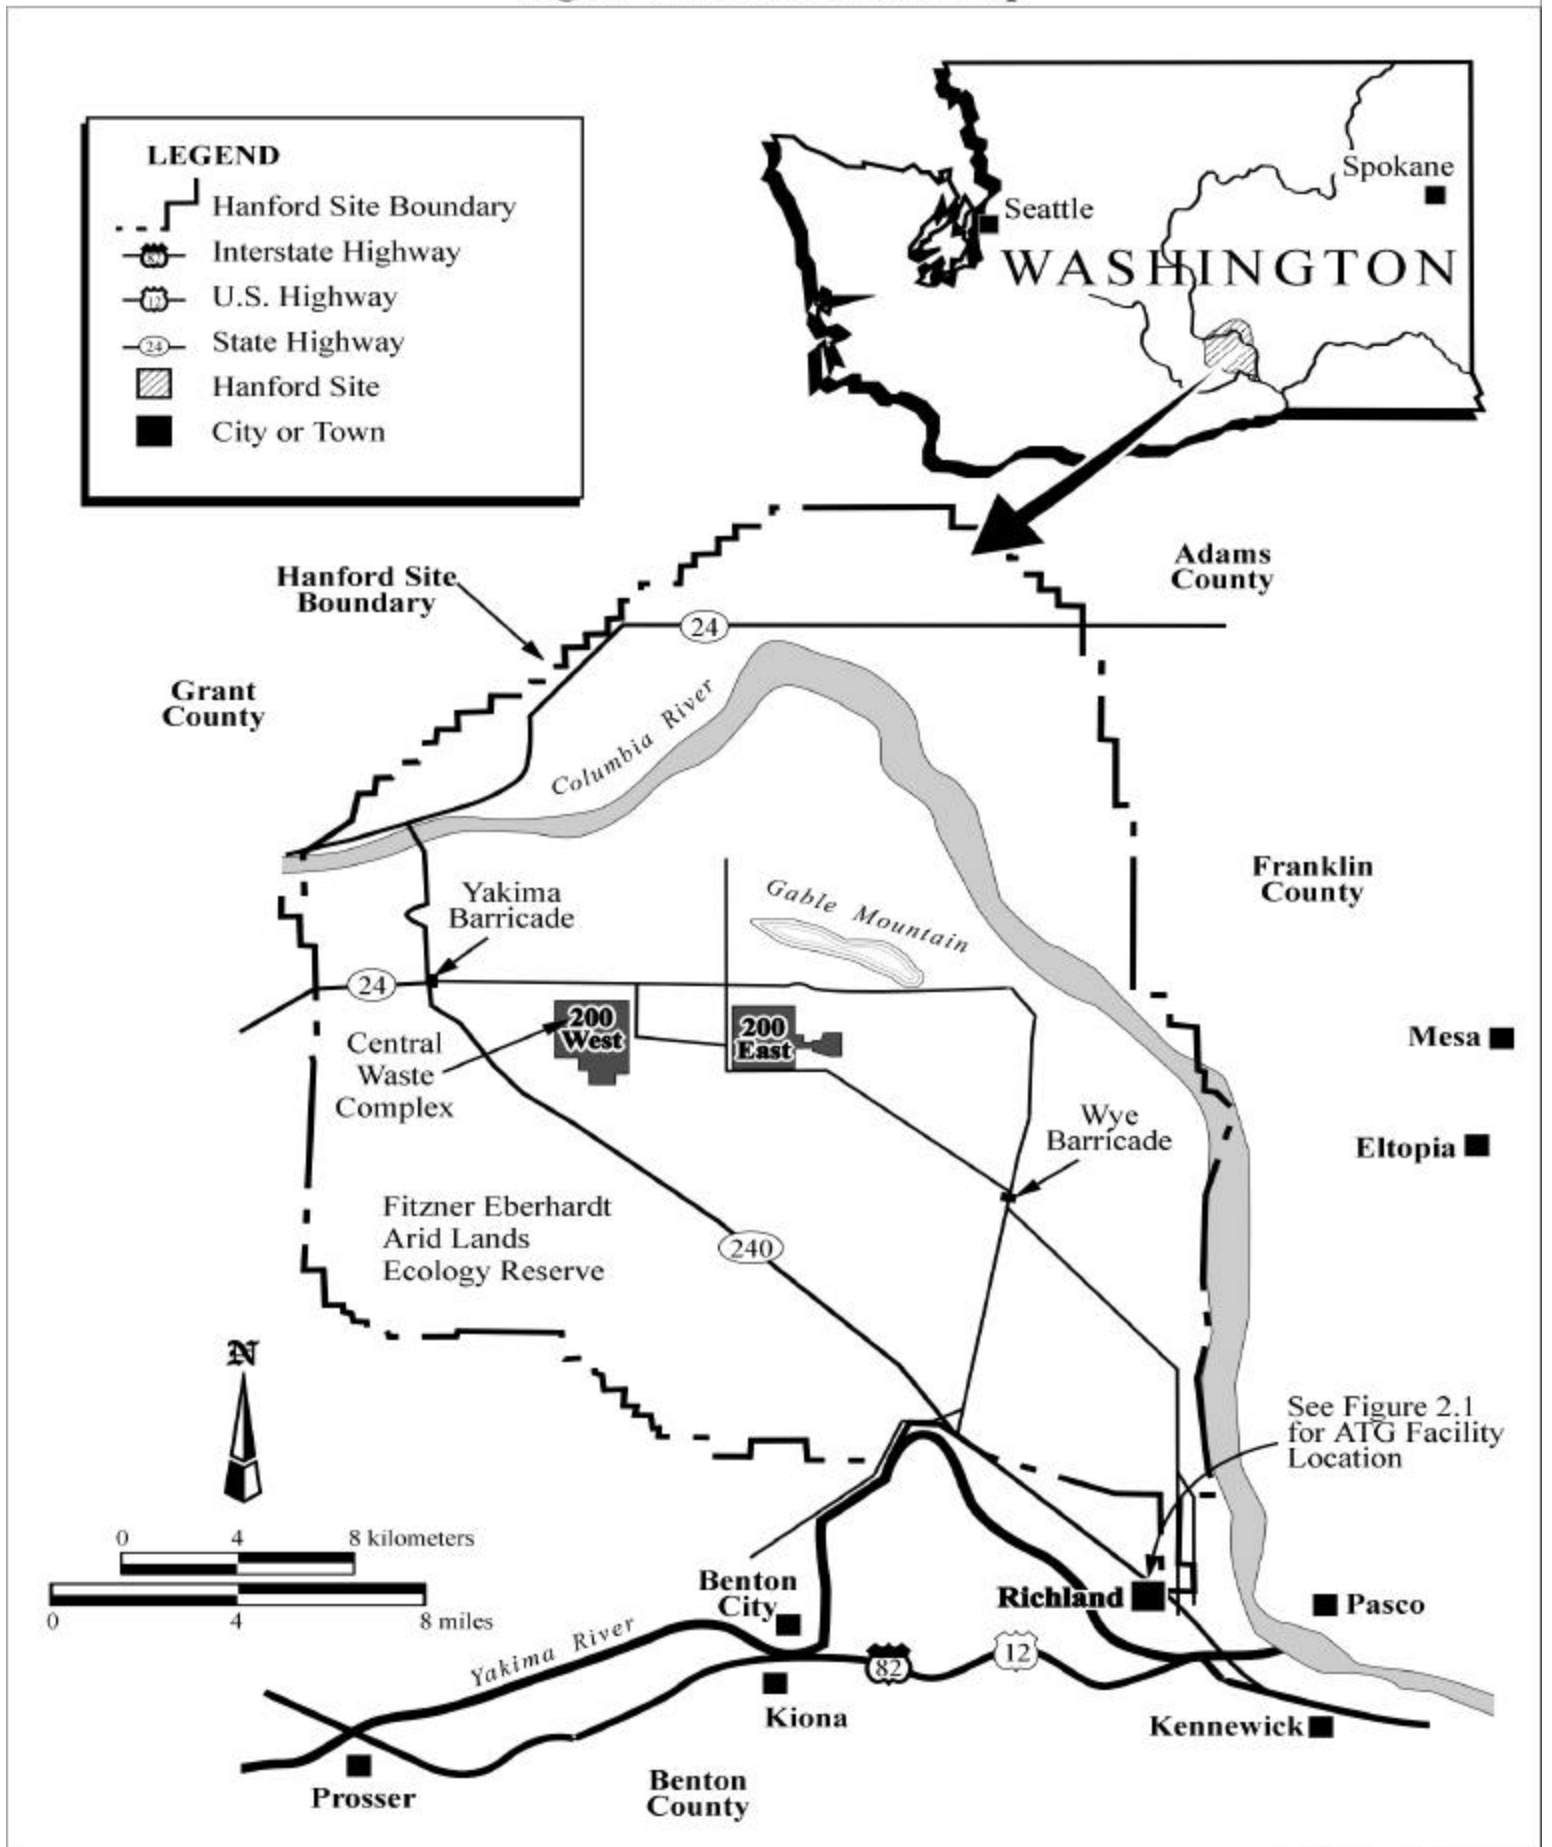 LEGEND
Hanford Site Boundary
82
Interstate Highway
12
U.S. Highway
24
State Highway
Hanford Site
City or Town
Spokane
Seattle
WASHINGTON
Adams
County
Hanford Site
Boundary
24
Grant
County
Columbia River
Franklin
County
Yakima
Barricade
Gable Mountain
24
200
West
200
East
Central
Waste
Complex
Mesa
Wye
Barricade
Eltopia
Fitzner Eberhardt
Arid Lands
Ecology Reserve
240
N
See Figure 2.1
for ATG Facility
Location
0 4 8 kilometers
0 4 8 miles
Benton
City
Richland
Pasco
Yakima River
82
12
Kiona
Kennewick
Prosser
Benton
County